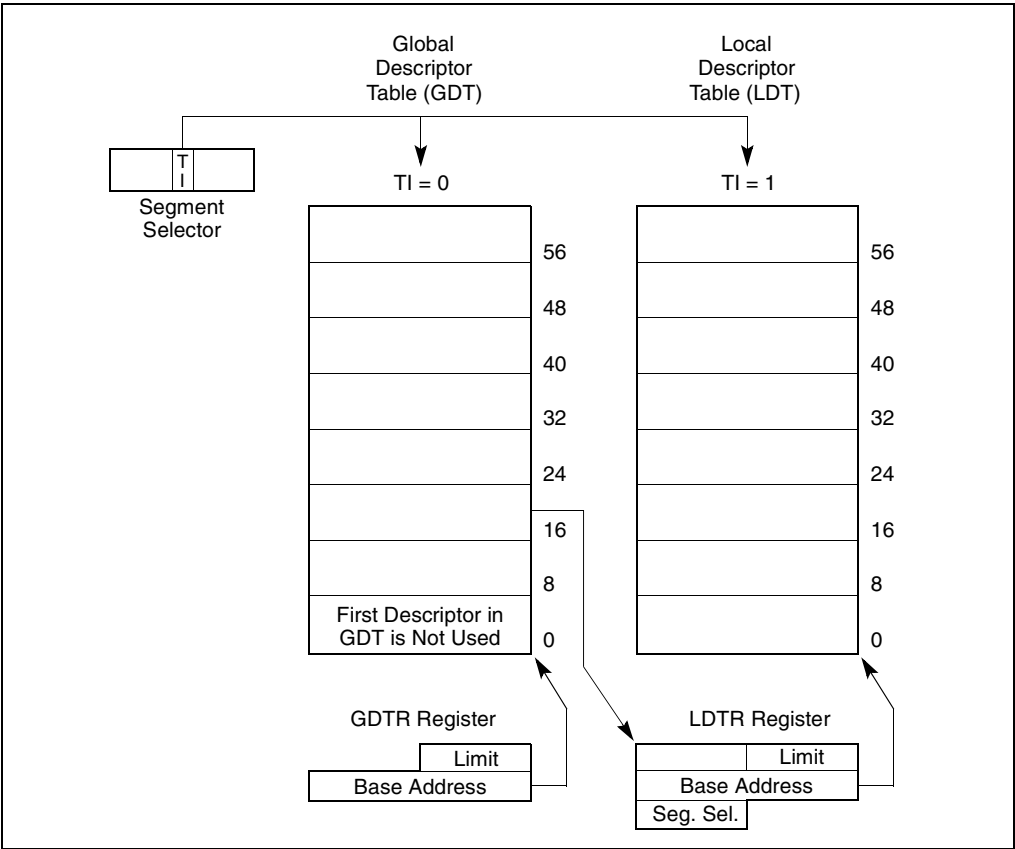 Global
Descriptor
Table (GDT)
Local
Descriptor
Table (LDT)
T
I
Segment
Selector
TI = 0
TI = 1
56
48
40
32
24
16
8
First Descriptor in
GDT is Not Used
0
56
48
40
32
24
16
8
0
GDTR Register
Limit
Base Address
LDTR Register
Limit
Base Address
Seg. Sel.